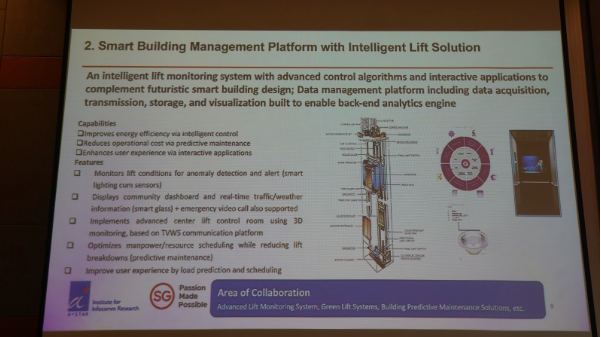 2. Smart Building Management Platform with Intelligent Lift Solution
An intelligent lift monitoring system with advanced control algorithms and interactive applications to
complement futuristic smart building design; Data management platform including data acquisition,
transmission, storage, and visualization built to enable back-end analytics engine
Capabilities
❑Improves energy efficiency via intelligent control
❑Reduces operational cost via predictive maintenance
❑Enhances user experience via interactive applications
Features
❑ Monitors lift conditions for anomaly detection and alert (smart
lighting cum sensors)
❑ Displays community dashboard and real-time traffic/weather
information (smart glass) + emergency video call also supported
❑ Implements advanced center lift control room using 3D
monitoring, based on TVWS communication platform
❑ Optimizes manpower/resource scheduling while reducing lift
breakdowns (predictive maintenance)
❑ Improve user experience by load prediction and scheduling
Institute for
Infocomm Research
A*STAR
SG
Passion
Made
Possible
Area of Collaboration
Advanced Lift Monitoring System, Green Lift Systems, Building Predictive Maintenance Solutions, etc.